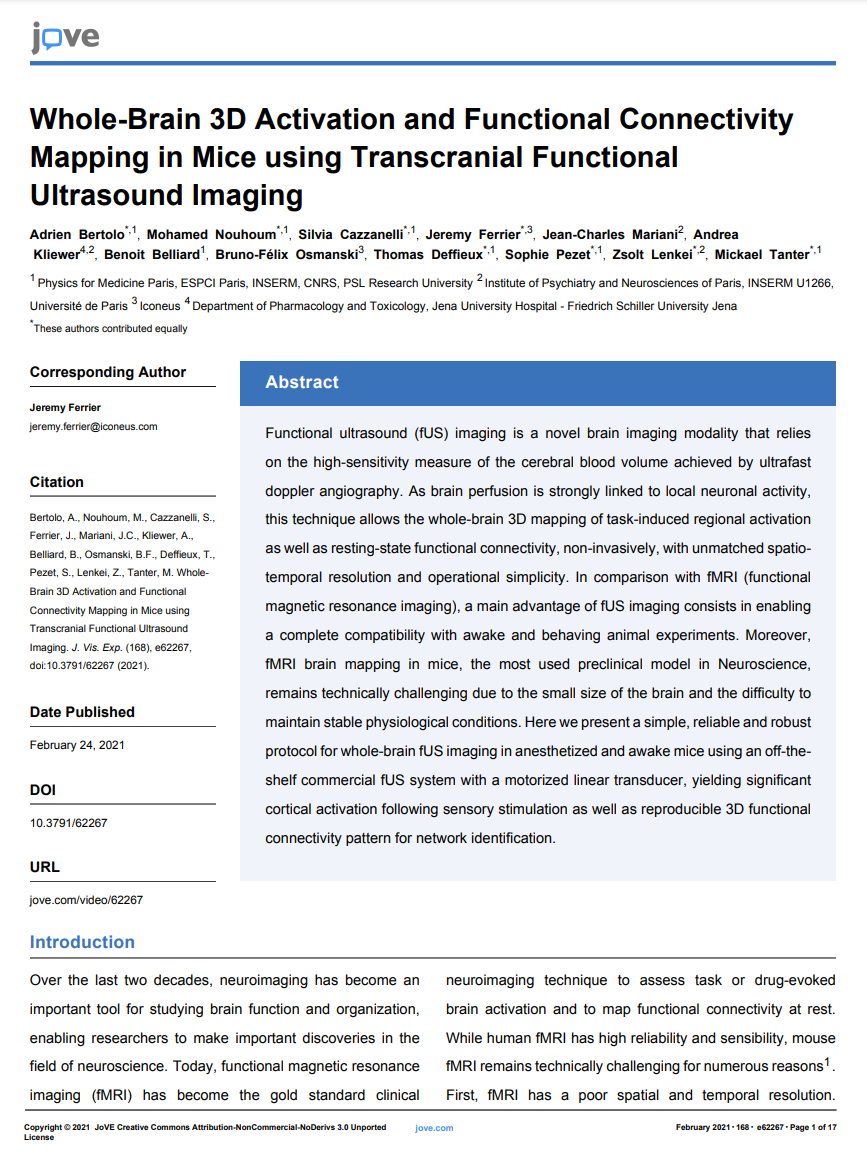 jove
Whole-Brain 3D Activation and Functional Connectivity
Mapping in Mice using Transcranial Functional
Ultrasound Imaging
Adrien Bertolo*,1, Mohamed Nouhoum*,1, Silvia Cazzanelli*,1, Jeremy Ferrier*,3, Jean-Charles Mariani2, Andrea
Kliewer4,2, Benoit Belliard1, Bruno-Félix Osmanski3, Thomas Deffieux*,1, Sophie Pezet*,1, Zsolt Lenkei*,2, Mickael Tanter*,1
1 Physics for Medicine Paris, ESPCI Paris, INSERM, CNRS, PSL Research University 2 Institute of Psychiatry and Neurosciences of Paris, INSERM U1266,
Université de Paris 3 Iconeus 4 Department of Pharmacology and Toxicology, Jena University Hospital - Friedrich Schiller University Jena
*These authors contributed equally
Corresponding Author
Jeremy Ferrier
jeremy.ferrier@iconeus.com
Citation
Bertolo, A., Nouhoum, M., Cazzanelli, S.,
Ferrier, J., Mariani, J.C., Kliewer, A.,
Belliard, B., Osmanski, B.F., Deffieux, T.,
Pezet, S., Lenkei, Z., Tanter, M. Whole-
Brain 3D Activation and Functional
Connectivity Mapping in Mice using
Transcranial Functional Ultrasound
Imaging. J. Vis. Exp. (168), e62267,
doi:10.3791/62267 (2021).
Date Published
February 24, 2021
DOI
10.3791/62267
URL
jove.com/video/62267
Abstract
Functional ultrasound (fUS) imaging is a novel brain imaging modality that relies
on the high-sensitivity measure of the cerebral blood volume achieved by ultrafast
doppler angiography. As brain perfusion is strongly linked to local neuronal activity,
this technique allows the whole-brain 3D mapping of task-induced regional activation
as well as resting-state functional connectivity, non-invasively, with unmatched spatio-
temporal resolution and operational simplicity. In comparison with fMRI (functional
magnetic resonance imaging), a main advantage of fUS imaging consists in enabling
a complete compatibility with awake and behaving animal experiments. Moreover,
fMRI brain mapping in mice, the most used preclinical model in Neuroscience,
remains technically challenging due to the small size of the brain and the difficulty to
maintain stable physiological conditions. Here we present a simple, reliable and robust
protocol for whole-brain fUS imaging in anesthetized and awake mice using an off-the-
shelf commercial fUS system with a motorized linear transducer, yielding significant
cortical activation following sensory stimulation as well as reproducible 3D functional
connectivity pattern for network identification.
Introduction
Over the last two decades, neuroimaging has become an
important tool for studying brain function and organization,
enabling researchers to make important discoveries in the
field of neuroscience. Today, functional magnetic resonance
imaging (fMRI) has become the gold standard clinical
neuroimaging technique to assess task or drug-evoked
brain activation and to map functional connectivity at rest.
While human fMRI has high reliability and sensibility, mouse
fMRI remains technically challenging for numerous reasons1.
First, fMRI has a poor spatial and temporal resolution.
Copyright © 2021 JoVE Creative Commons Attribution-NonCommercial-NoDerivs 3.0 Unported
License
jove.com
February 2021 • 168 • e62267 • Page 1 of 17